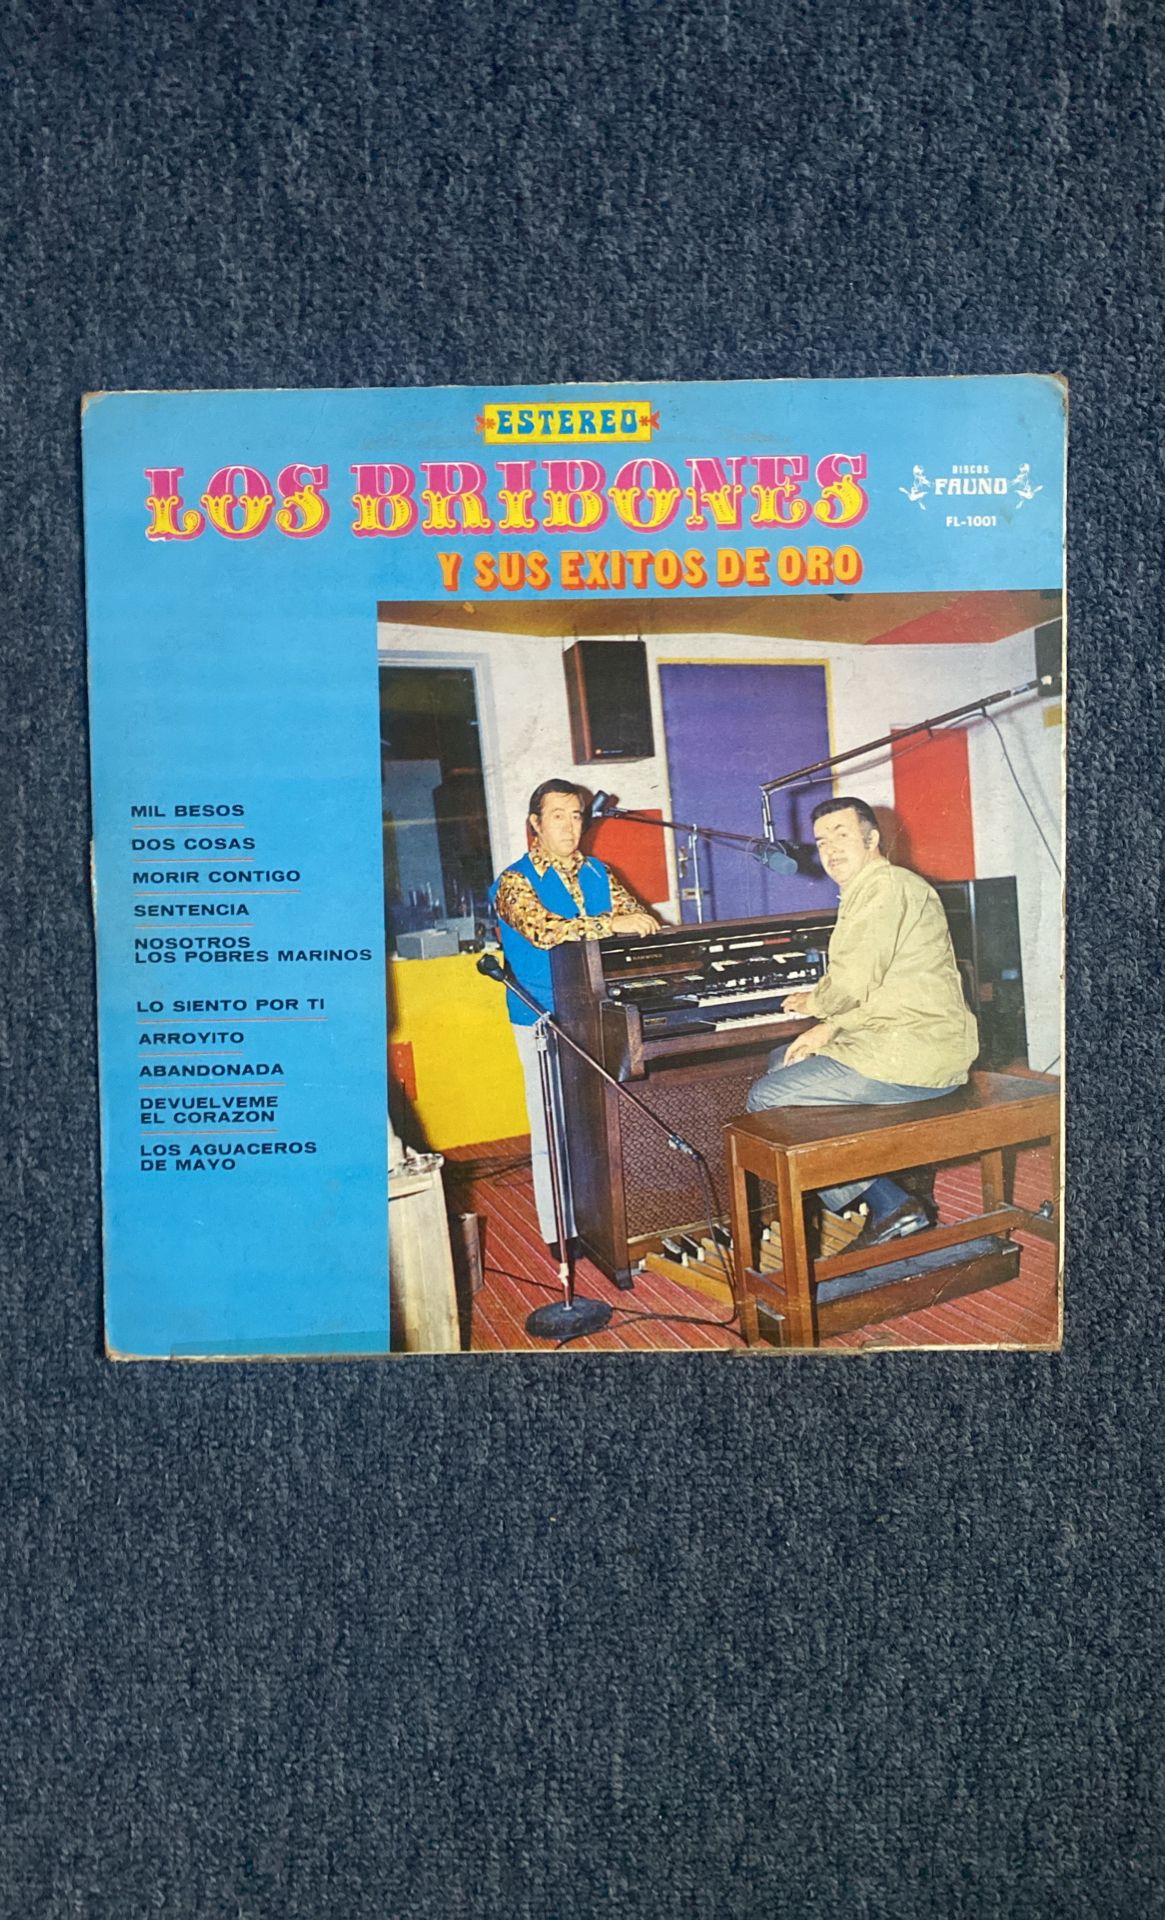 ESTEREO
LOS BRIBONES
Y SUS EXITOS DE ORO
DISCOS
FAUNO
FL-1001
MIL BESOS
DOS COSAS
MORIR CONTIGO
SENTENCIA
NOSOTROS
LOS POBRES MARINOS
LO SIENTO POR TI
ARROYITO
ABANDONADA
DEVUELVEME
EL CORAZON
LOS AGUACEROS
DE MAYO
HAMMOND